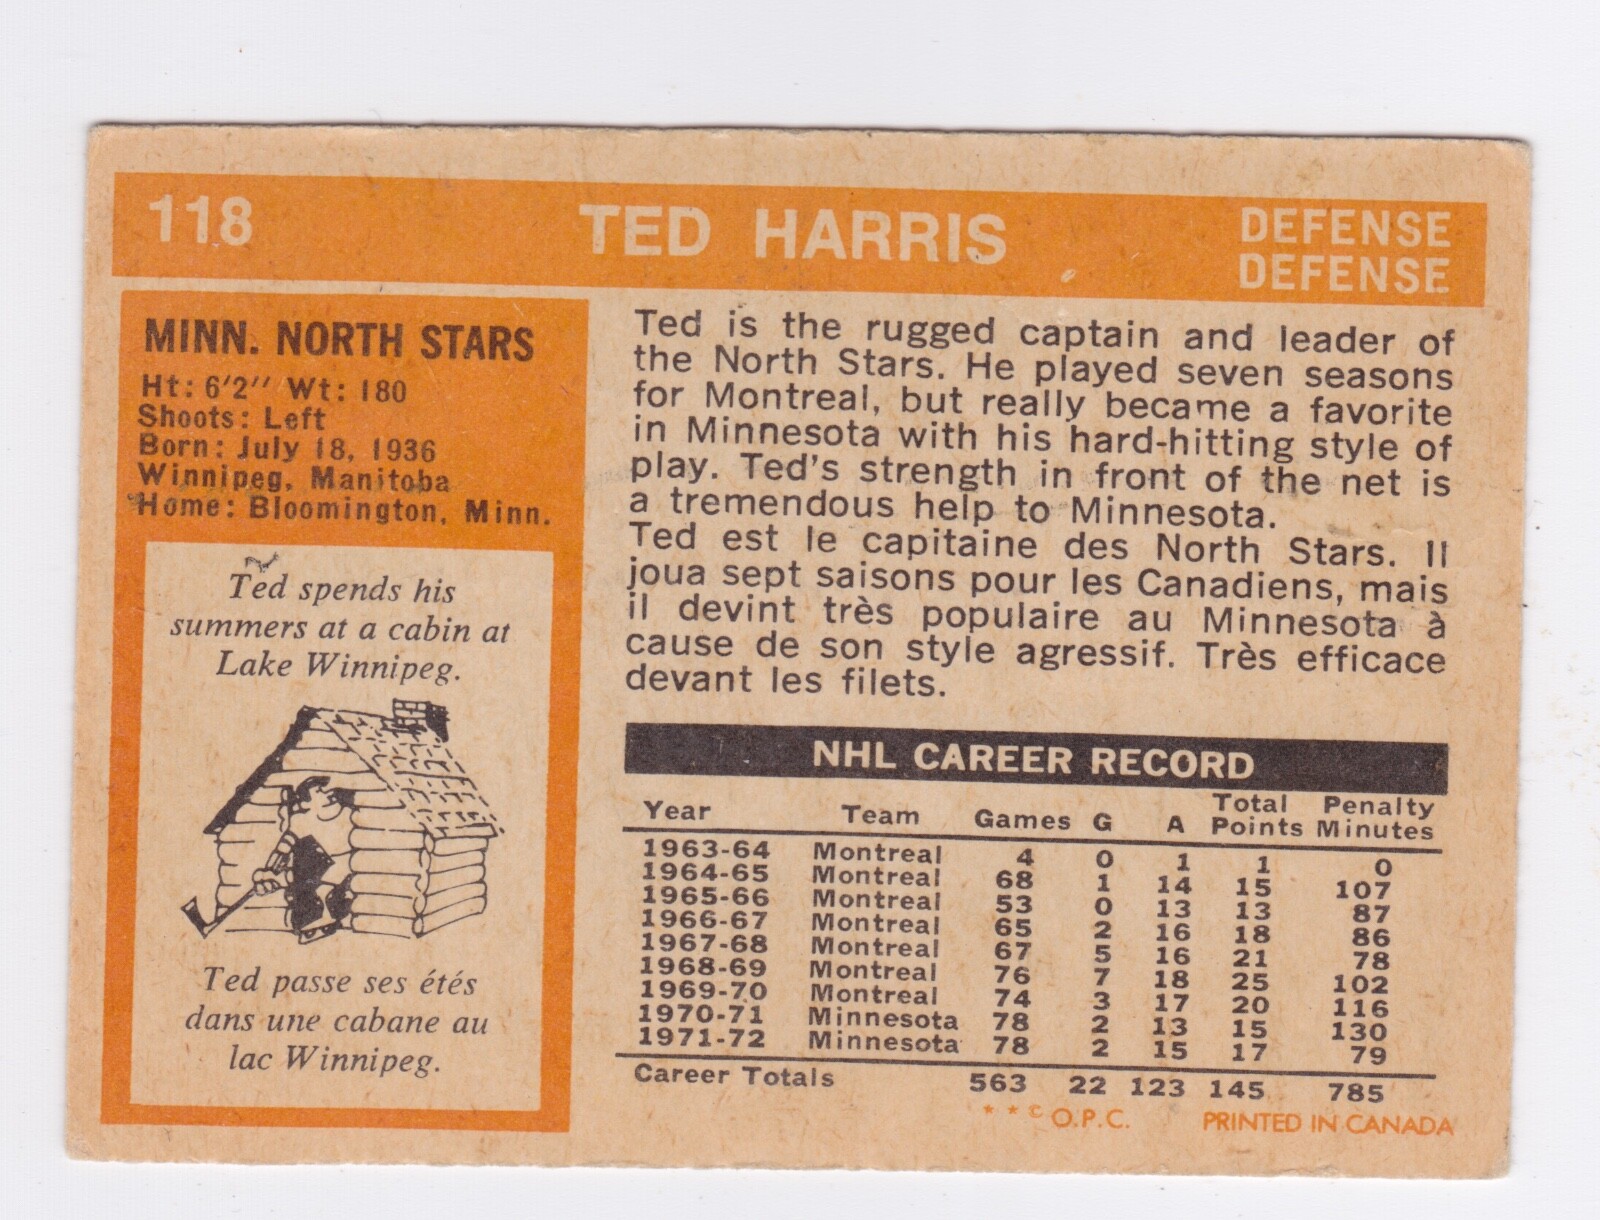 118 TED HARRIS DEFENSE
DEFENSE
MINN. NORTH STARS
Ht: 6'2" Wt: 180
Shoots: Left
Born: July 18, 1936
Winnipeg, Manitoba
Home: Bloomington, Minn.
Ted spends his
summers at a cabin at
Lake Winnipeg.
Ted passe ses étés
dans une cabane au
lac Winnipeg.
Ted is the rugged captain and leader of
the North Stars. He played seven seasons
for Montreal, but really became a favorite
in Minnesota with his hard-hitting style of
play. Ted's strength in front of the net is
a tremendous help to Minnesota.
Ted est le capitaine des North Stars. Il
joua sept saisons pour les Canadiens, mais
il devint très populaire au Minnesota à
cause de son style agressif. Très efficace
devant les filets.
NHL CAREER RECORD
Year Team Games G A Total Points Penalty Minutes
1963-64 Montreal 4 0 1 1 0
1964-65 Montreal 68 1 14 15 107
1965-66 Montreal 53 0 13 13 87
1966-67 Montreal 65 2 16 18 86
1967-68 Montreal 67 5 16 21 78
1968-69 Montreal 76 7 18 25 102
1969-70 Montreal 74 3 17 20 116
1970-71 Minnesota 78 2 13 15 130
1971-72 Minnesota 78 2 15 17 79
Career Totals 563 22 123 145 785
* * © O.P.C. PRINTED IN CANADA